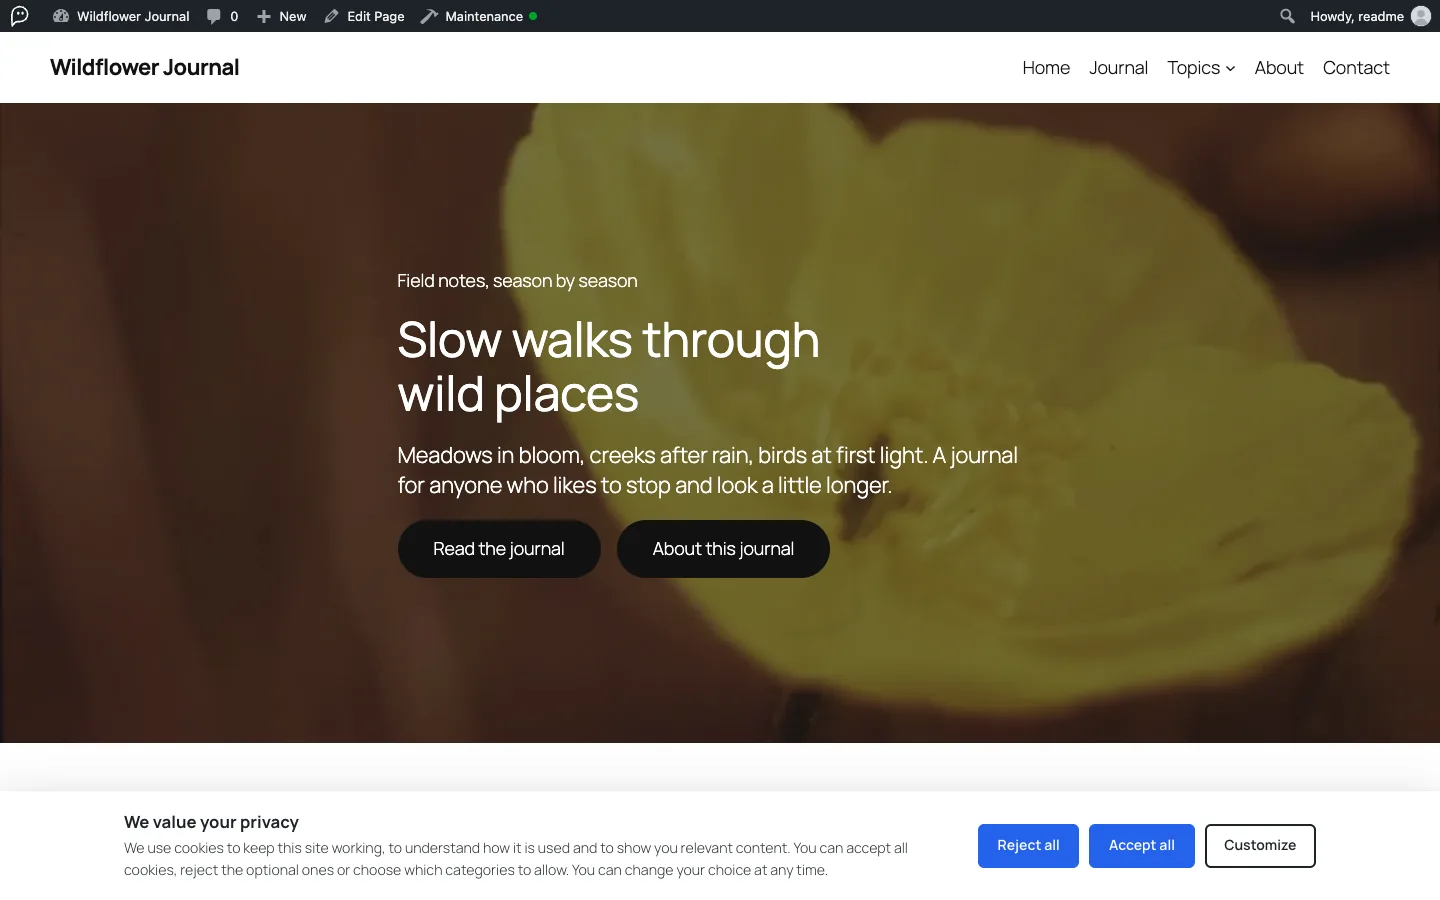 Wildflower Journal 0 New Edit Page Maintenance Howdy, readme
Wildflower Journal
Home Journal Topics About Contact
Field notes, season by season
Slow walks through
wild places
Meadows in bloom, creeks after rain, birds at first light. A journal
for anyone who likes to stop and look a little longer.
Read the journal About this journal
We value your privacy
We use cookies to keep this site working, to understand how it is used and to show you relevant content. You can accept all
cookies, reject the optional ones or choose which categories to allow. You can change your choice at any time.
Reject all Accept all Customize